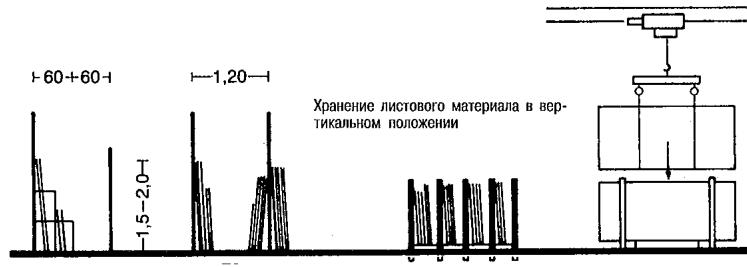 60+60
1,20
Хранение листового материала в вер-
тикальном положении
1,5–2,0